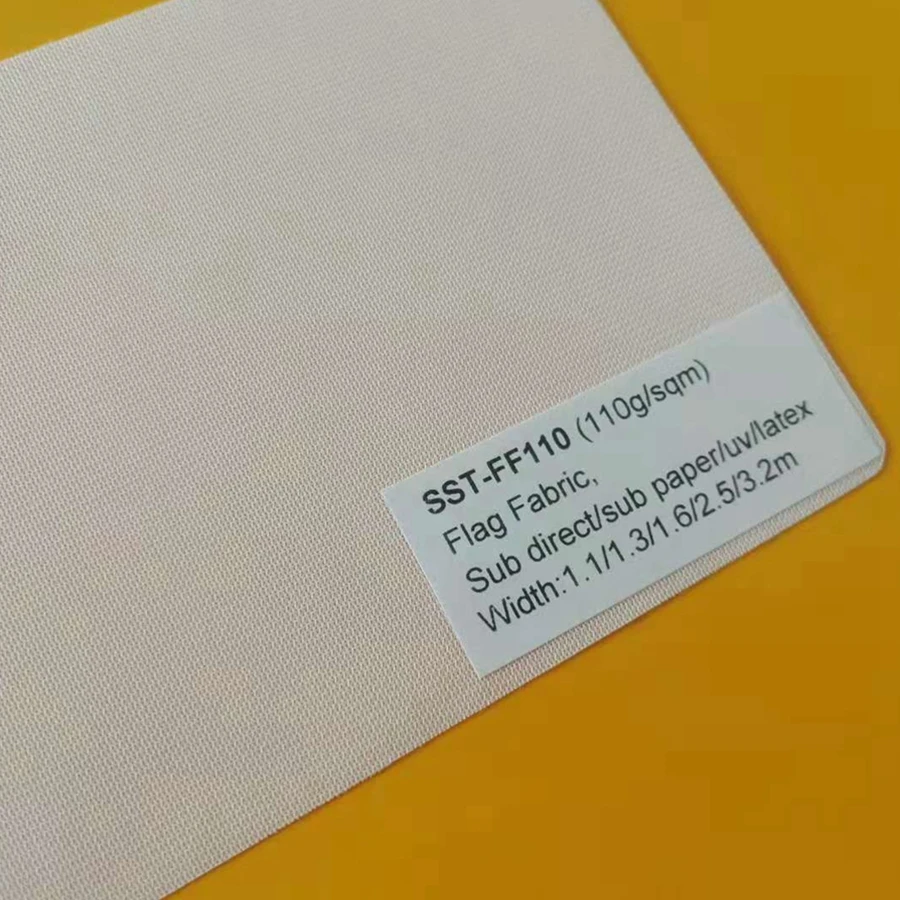 SST-FF110 (110g/sqm)
Flag Fabric,
Sub direct/sub paper/uv/latex
Width:1.1/1.3/1.6/2.5/3.2m